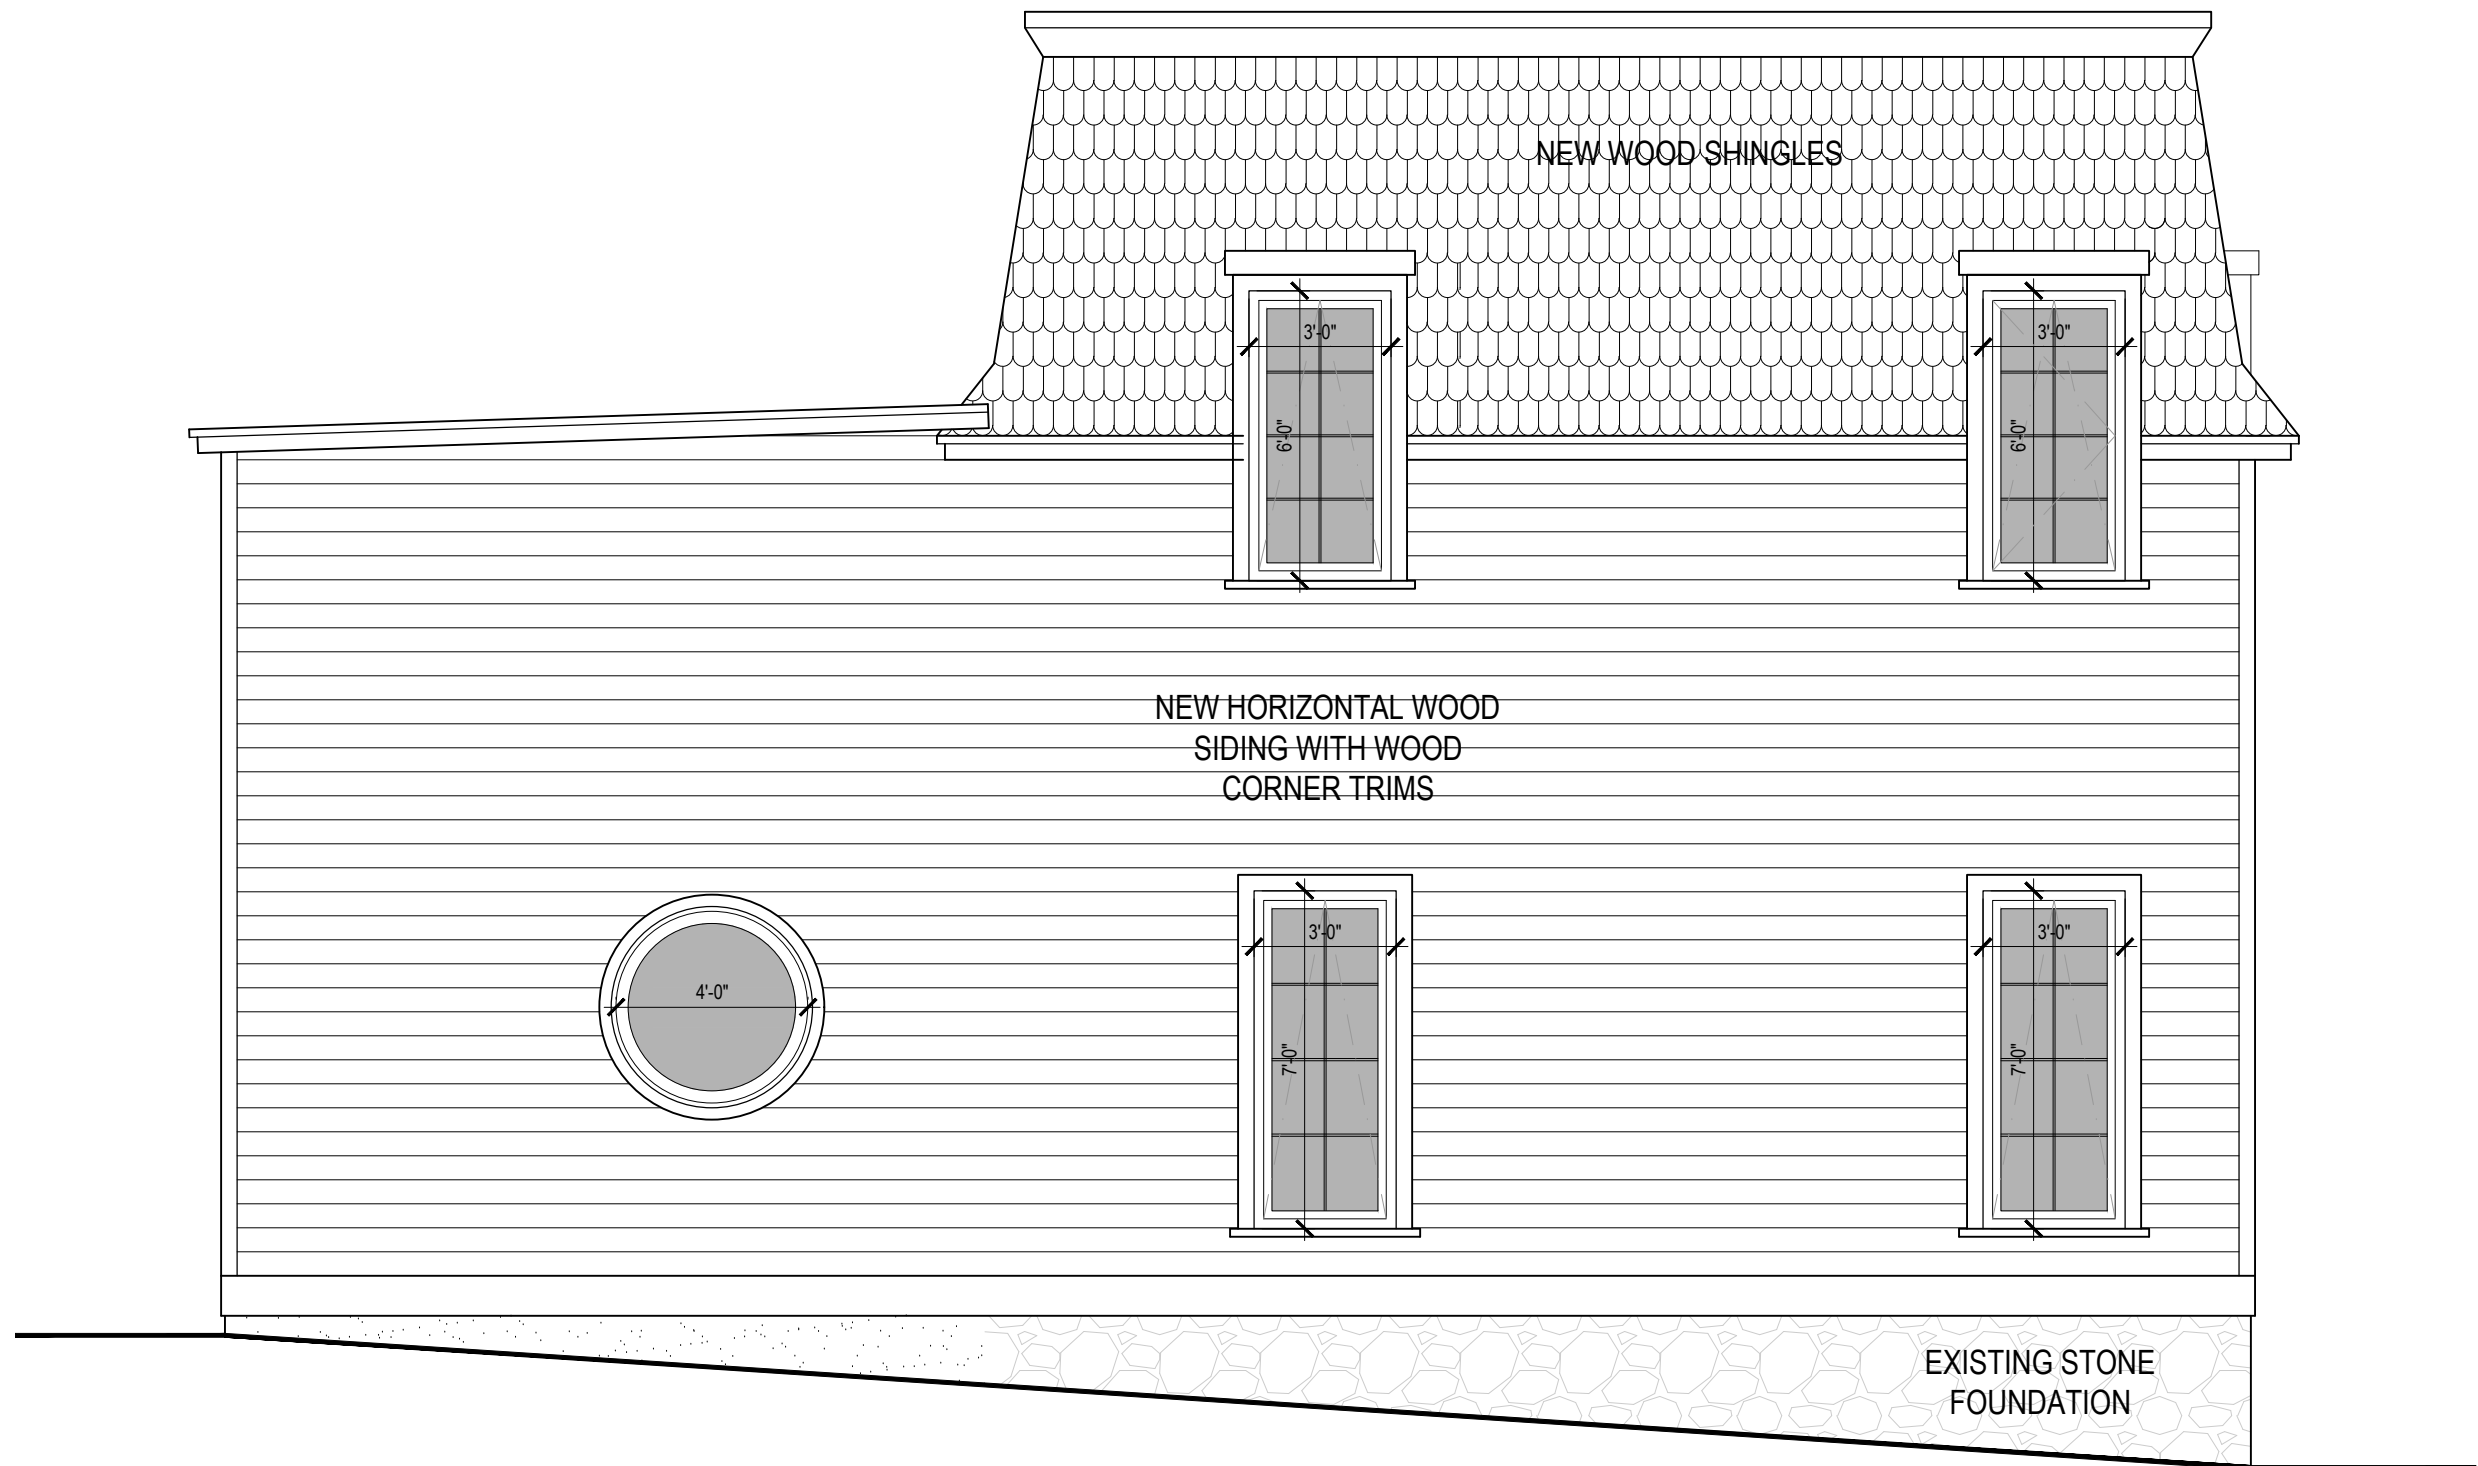 NEW WOOD SHINGLES
3'-0"
3'-0"
6'-0"
6'-0"
NEW HORIZONTAL WOOD
SIDING WITH WOOD
CORNER TRIMS
3'-0"
3'-0"
4'-0"
7'-0"
7'-0"
EXISTING STONE
FOUNDATION